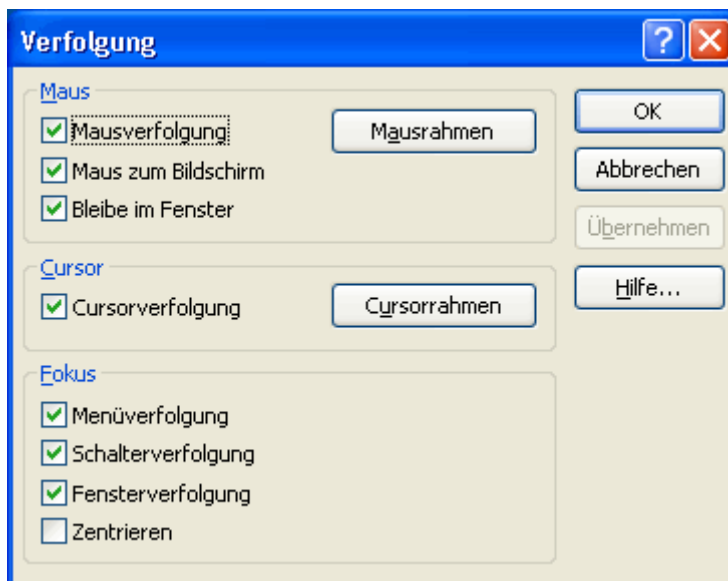 Verfolgung
Maus
Mausverfolgung
Mausrahmen
Maus zum Bildschirm
Bleibe im Fenster
Cursor
Cursorverfolgung
Cursorrahmen
Fokus
Menüverfolgung
Schalterverfolgung
Fensterverfolgung
Zentrieren
OK
Abbrechen
Übernehmen
Hilfe...